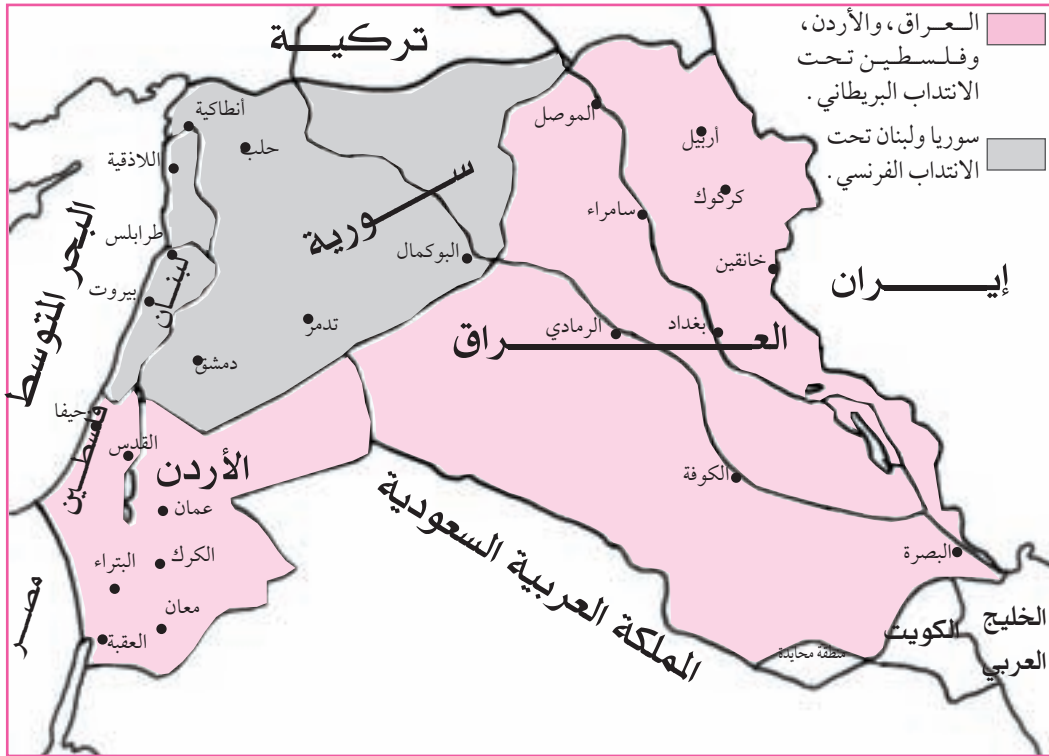 العراق، والأردن،
وفلسطين تحت
الانتداب البريطاني.
سوريا ولبنان تحت
الانتداب الفرنسي.
تركية
أنطاكية
حلب
اللاذقية
سورية
الموصل
أربيل
كركوك
سامراء
خانقين
إيران
طرابلس
لبنان
بيروت
البوكمال
تدمر
دمشق
البحر المتوسط
الرمادي
بغداد
العراق
حيفا
فلسطين
القدس
الأردن
عمان
الكرك
البتراء
معان
العقبة
مصر
الكوفة
البصرة
المملكة العربية السعودية
منطقة محايدة
الكويت
الخليج
العربي